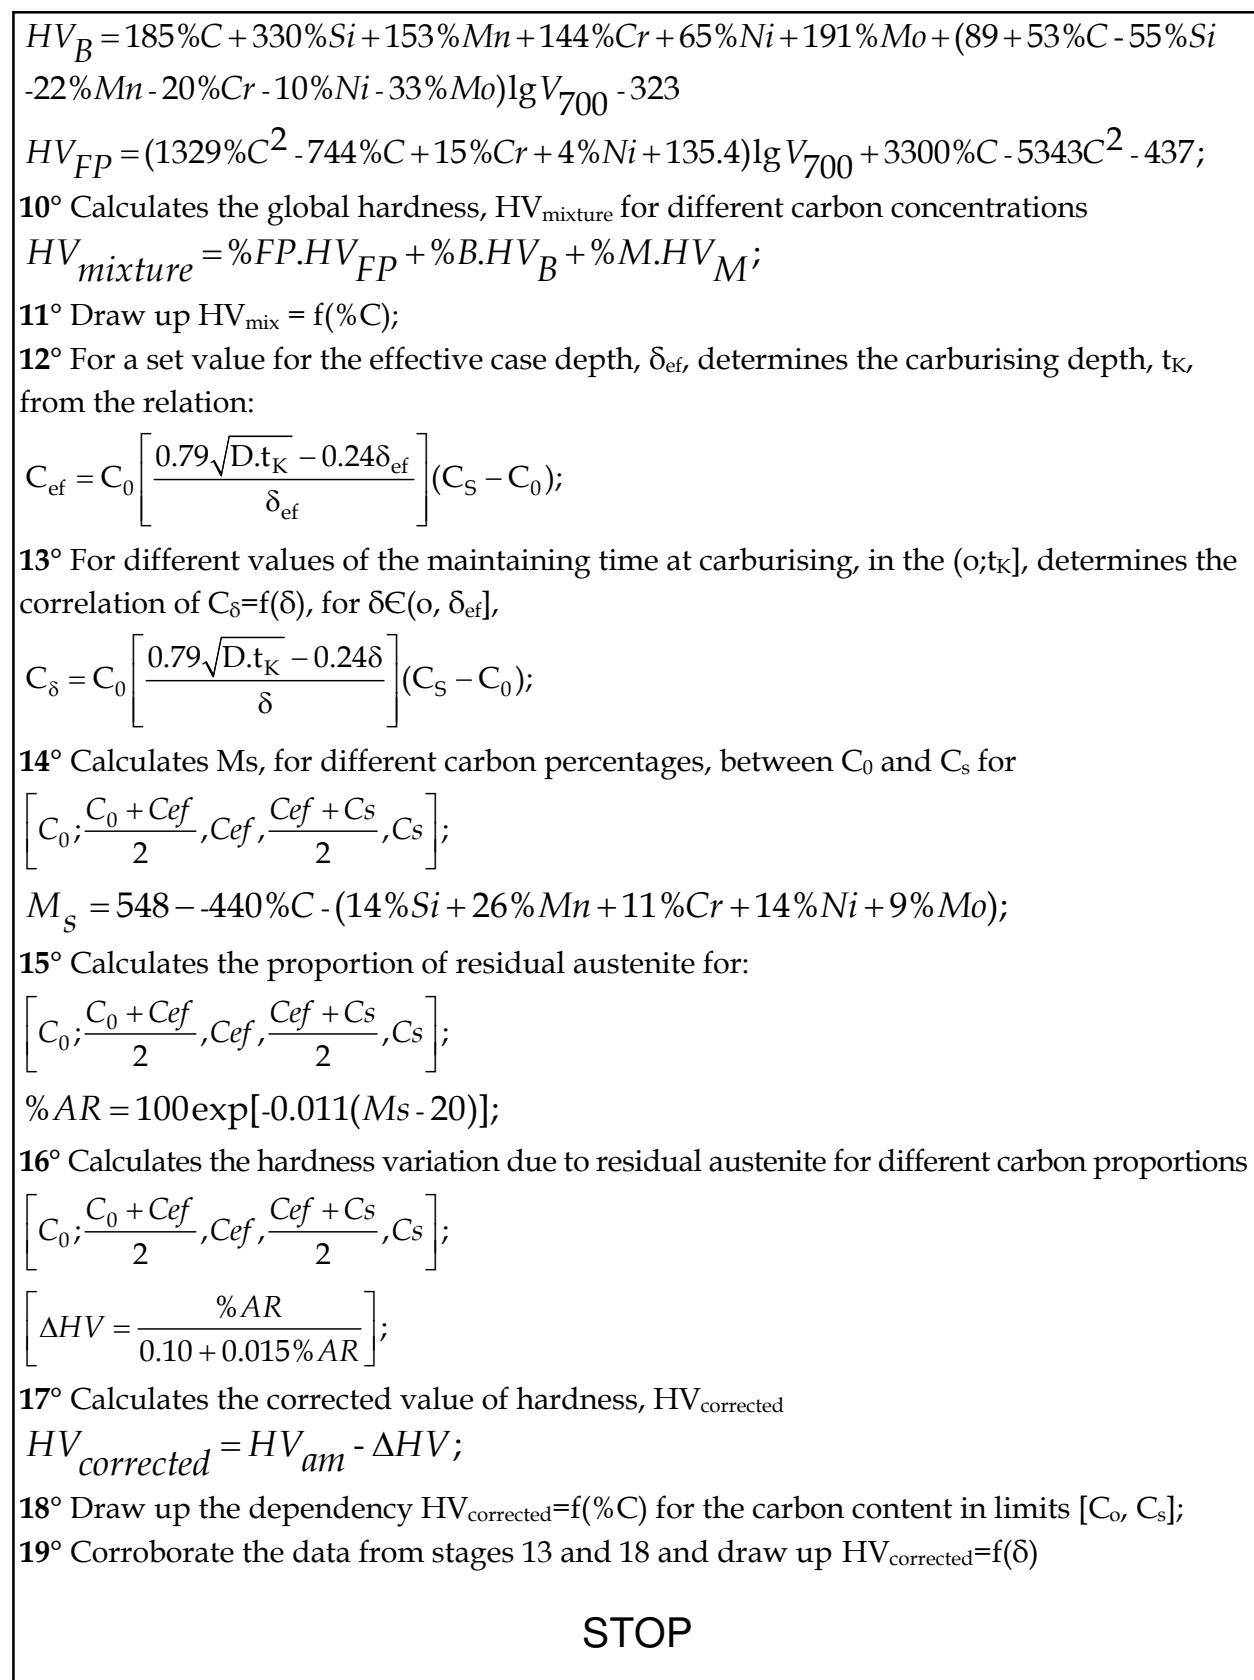 HV_B = 185%C + 330%Si + 153%Mn + 144%Cr + 65%Ni + 191%Mo + (89 + 53%C - 55%Si
-22%Mn - 20%Cr - 10%Ni - 33%Mo)lg V_700 - 323
HV_FP = (1329%C^2 - 744%C + 15%Cr + 4%Ni + 135.4)lg V_700 + 3300%C - 5343C^2 - 437;
10° Calculates the global hardness, HV_mixture for different carbon concentrations
HV_mixture = %FP.HV_FP + %B.HV_B + %M.HV_M;
11° Draw up HV_mix = f(%C);
12° For a set value for the effective case depth, δ_ef, determines the carburising depth, t_K,
from the relation:
C_ef = C_0 [ (0.79√(D.t_K) − 0.24δ_ef) / δ_ef ] (C_S − C_0);
13° For different values of the maintaining time at carburising, in the (o;t_K], determines the
correlation of C_δ=f(δ), for δЄ(o, δ_ef],
C_δ = C_0 [ (0.79√(D.t_K) − 0.24δ) / δ ] (C_S − C_0);
14° Calculates Ms, for different carbon percentages, between C_0 and C_s for
[ C_0; (C_0 + Cef) / 2 , Cef, (Cef + Cs) / 2 , Cs ];
M_s = 548 − -440%C - (14%Si + 26%Mn + 11%Cr + 14%Ni + 9%Mo);
15° Calculates the proportion of residual austenite for:
[ C_0; (C_0 + Cef) / 2 , Cef, (Cef + Cs) / 2 , Cs ];
%AR = 100exp[-0.011(Ms - 20)];
16° Calculates the hardness variation due to residual austenite for different carbon proportions
[ C_0; (C_0 + Cef) / 2 , Cef, (Cef + Cs) / 2 , Cs ];
[ ΔHV = %AR / (0.10 + 0.015%AR) ];
17° Calculates the corrected value of hardness, HV_corrected
HV_corrected = HV_am - ΔHV;
18° Draw up the dependency HV_corrected=f(%C) for the carbon content in limits [C_o, C_s];
19° Corroborate the data from stages 13 and 18 and draw up HV_corrected=f(δ)
STOP